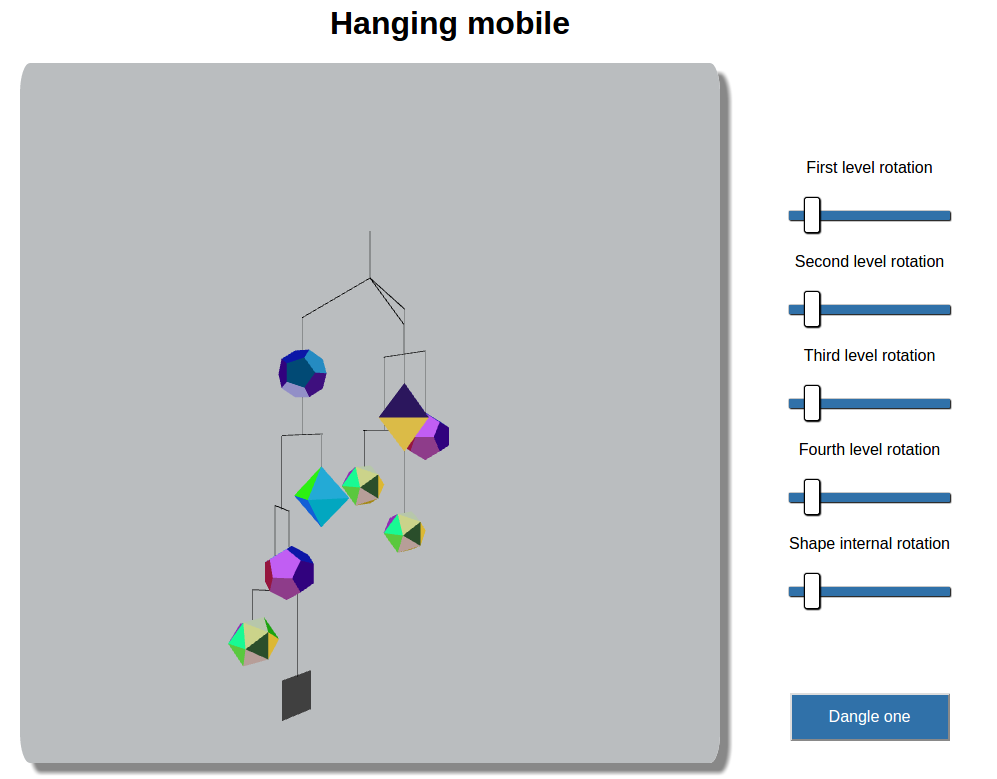 Hanging mobile
First level rotation
Second level rotation
Third level rotation
Fourth level rotation
Shape internal rotation
Dangle one